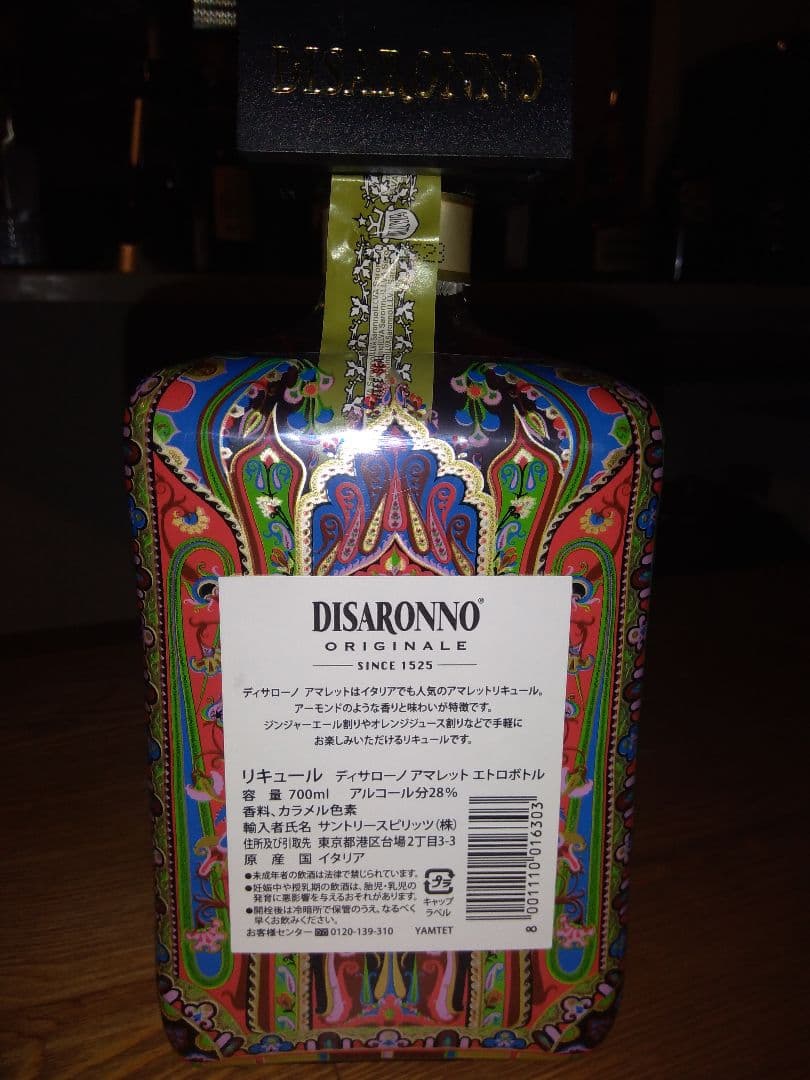 DISARONNO
DISARONNO®
ORIGINALE
SINCE 1525
ディサローノ アマレットはイタリアでも人気のアマレットリキュール。
アーモンドのような香りと味わいが特徴です。
ジンジャーエール割りやオレンジジュース割りなどで手軽に
お楽しみいただけるリキュールです。
リキュール ディサローノ アマレット エトロボトル
容 量 700ml アルコール分28%
香料、カラメル色素
輸入者氏名 サントリースピリッツ(株)
住所及び引取先 東京都港区台場2丁目3-3
原 産 国 イタリア
●未成年者の飲酒は法律で禁じられています。
●妊娠中や授乳期の飲酒は、胎児・乳児の
発育に悪影響を与えるおそれがあります。
●開栓後は冷暗所で保管のうえ、なるべく
早くお飲みください。
お客様センター 0120-139-310 YAMTET
プラ
キャップ
ラベル
8 001110 016303